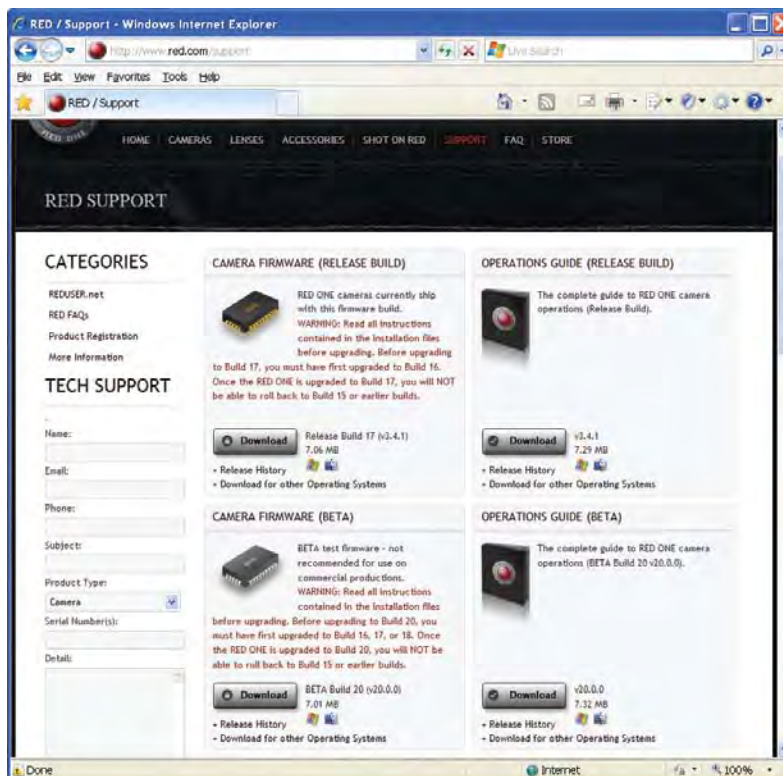 RED / Support - Windows Internet Explorer
http://www.red.com/support
Live Search
File Edit View Favorites Tools Help
RED / Support
RED ONE
HOME CAMERAS LENSES ACCESSORIES SHOT ON RED SUPPORT FAQ STORE
RED SUPPORT
CATEGORIES
REDUSER.net
RED FAQs
Product Registration
More Information
TECH SUPPORT
Name:
Email:
Phone:
Subject:
Product Type:
Camera
Serial Number(s):
Detail:
CAMERA FIRMWARE (RELEASE BUILD)
RED ONE cameras currently ship
with this firmware build.
WARNING: Read all instructions
contained in the installation files
before upgrading. Before upgrading
to Build 17, you must have first upgraded to Build 16.
Once the RED ONE is upgraded to Build 17, you will NOT
be able to roll back to Build 15 or earlier builds.
Download
Release Build 17 (v3.4.1)
7.06 MB
+ Release History
+ Download for other Operating Systems
OPERATIONS GUIDE (RELEASE BUILD)
The complete guide to RED ONE camera
operations (Release Build).
Download
v3.4.1
7.29 MB
+ Release History
+ Download for other Operating Systems
CAMERA FIRMWARE (BETA)
BETA test firmware - not
recommended for use on
commercial productions.
WARNING: Read all instructions
contained in the installation files
before upgrading. Before upgrading to Build 20, you
must have first upgraded to Build 16, 17, or 18. Once
the RED ONE is upgraded to Build 20, you will NOT be
able to roll back to Build 15 or earlier builds.
Download
BETA Build 20 (v20.0.0)
7.01 MB
+ Release History
+ Download for other Operating Systems
OPERATIONS GUIDE (BETA)
The complete guide to RED ONE camera
operations (BETA Build 20 v20.0.0).
Download
v20.0.0
7.32 MB
+ Release History
+ Download for other Operating Systems
Done
Internet
100%